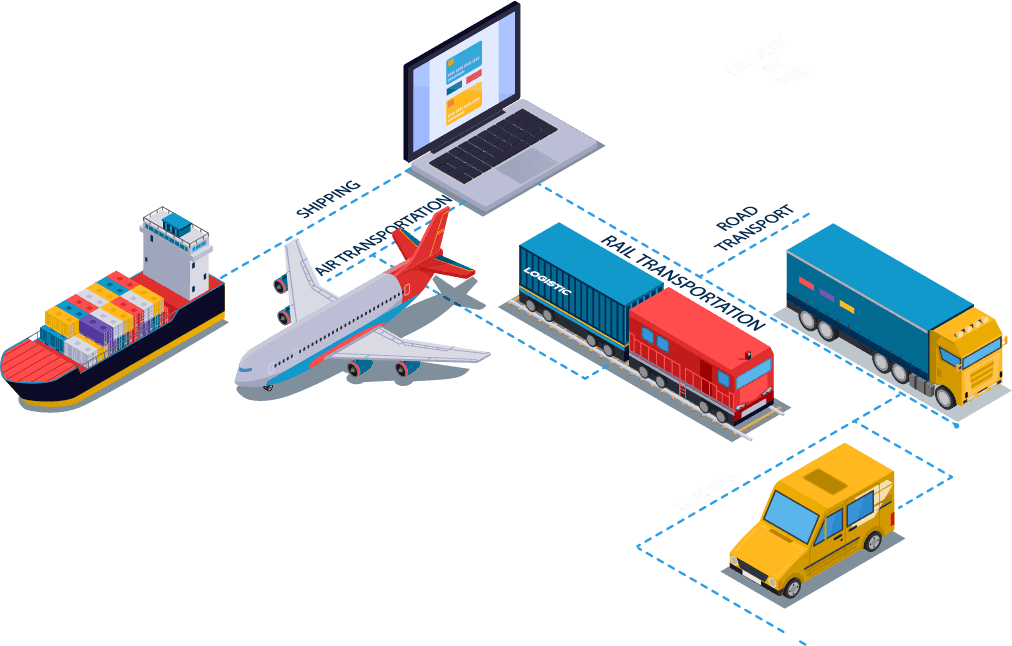 SHIPPING
AIR TRANSPORTATION
ROAD
TRANSPORT
RAIL TRANSPORTATION
LOGISTIC